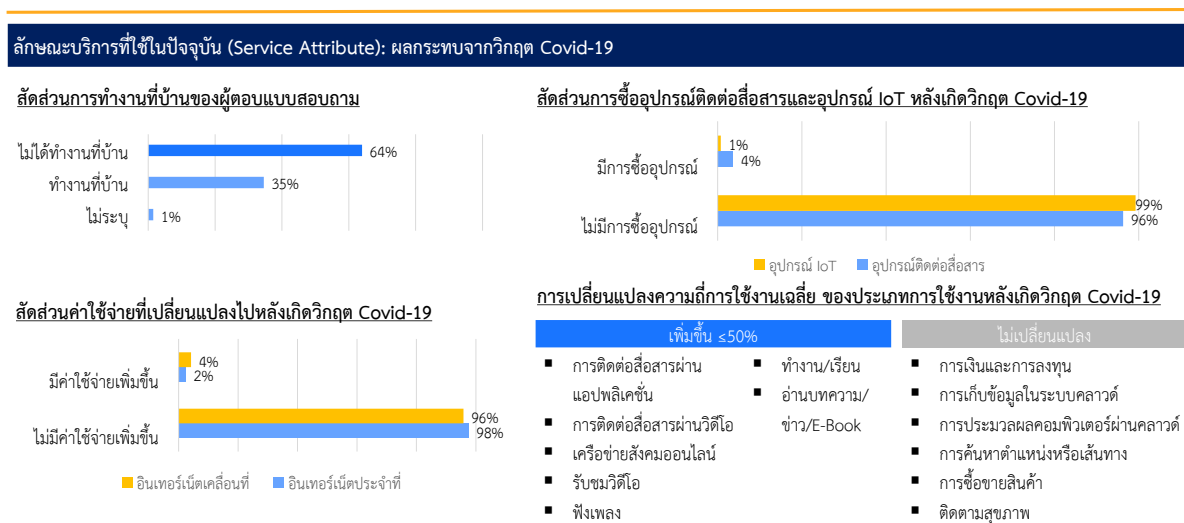 ลักษณะบริการที่ใช้ในปัจจุบัน (Service Attribute): ผลกระทบจากวิกฤต Covid-19
สัดส่วนการทำงานที่บ้านของผู้ตอบแบบสอบถาม
ไม่ได้ทำงานที่บ้าน 64%
ทำงานที่บ้าน 35%
ไม่ระบุ 1%
สัดส่วนการซื้ออุปกรณ์ติดต่อสื่อสารและอุปกรณ์ IoT หลังเกิดวิกฤต Covid-19
1%
มีการซื้ออุปกรณ์ 4%
99%
ไม่มีการซื้ออุปกรณ์ 96%
อุปกรณ์ IoT อุปกรณ์ติดต่อสื่อสาร
สัดส่วนค่าใช้จ่ายที่เปลี่ยนแปลงไปหลังเกิดวิกฤต Covid-19
4%
มีค่าใช้จ่ายเพิ่มขึ้น 2%
96%
ไม่มีค่าใช้จ่ายเพิ่มขึ้น 98%
อินเทอร์เน็ตเคลื่อนที่ อินเทอร์เน็ตประจำที่
การเปลี่ยนแปลงความถี่การใช้งานเฉลี่ย ของประเภทการใช้งานหลังเกิดวิกฤต Covid-19
เพิ่มขึ้น ≤50%
▪ การติดต่อสื่อสารผ่าน
แอปพลิเคชั่น
▪ การติดต่อสื่อสารผ่านวิดีโอ
▪ เครือข่ายสังคมออนไลน์
▪ รับชมวิดีโอ
▪ ฟังเพลง
▪ ทำงาน/เรียน
▪ อ่านบทความ/
ข่าว/E-Book
ไม่เปลี่ยนแปลง
▪ การเงินและการลงทุน
▪ การเก็บข้อมูลในระบบคลาวด์
▪ การประมวลผลคอมพิวเตอร์ผ่านคลาวด์
▪ การค้นหาตำแหน่งหรือเส้นทาง
▪ การซื้อขายสินค้า
▪ ติดตามสุขภาพ